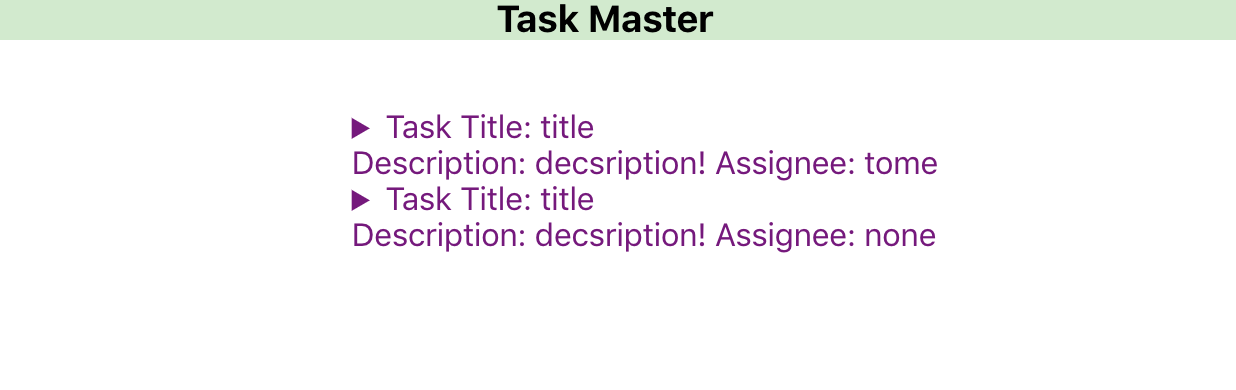 Task Master
Task Title: title
Description: decsription! Assignee: tome
Task Title: title
Description: decsription! Assignee: none